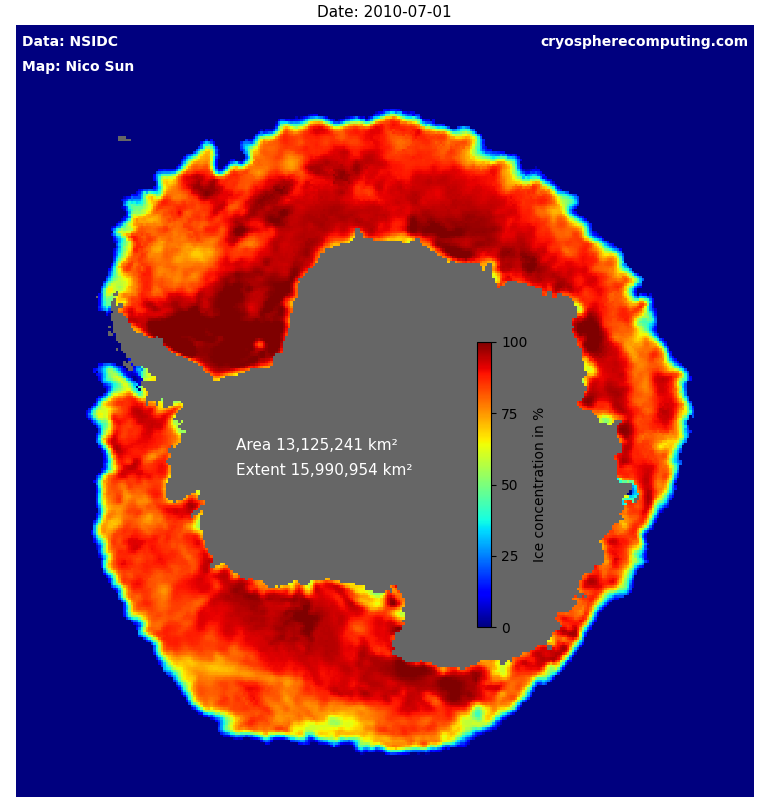 Date: 2010-07-01
Data: NSIDC
cryospherecomputing.com
Map: Nico Sun
100
75
50
25
0
Ice concentration in %
Area 13,125,241 km²
Extent 15,990,954 km²